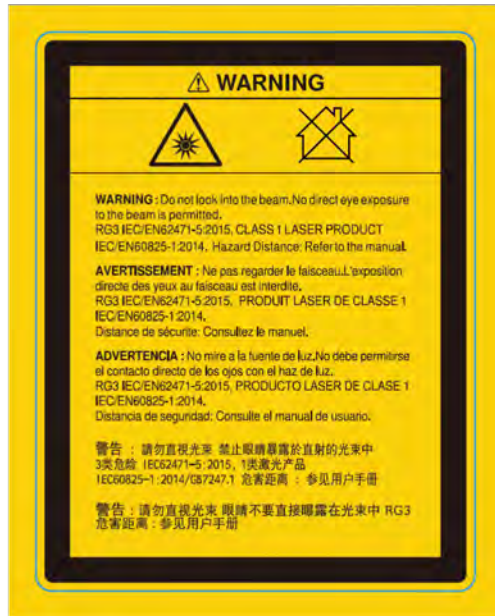 ⚠ WARNING
WARNING : Do not look into the beam.No direct eye exposure
to the beam is permitted.
RG3 IEC/EN62471-5:2015, CLASS 1 LASER PRODUCT
IEC/EN60825-1:2014, Hazard Distance: Refer to the manual.
AVERTISSEMENT : Ne pas regarder le faisceau.L'exposition
directe des yeux au faisceau est interdite.
RG3 IEC/EN62471-5:2015, PRODUIT LASER DE CLASSE 1
IEC/EN60825-1:2014.
Distance de sécurite: Consultez le manuel.
ADVERTENCIA : No mire a la fuente de luz.No debe permitirse
el contacto directo de los ojos con el haz de luz.
RG3 IEC/EN62471-5:2015, PRODUCTO LASER DE CLASE 1
IEC/EN60825-1:2014.
Distancia de seguridad: Consulte el manual de usuario.
警告 : 請勿直視光束 禁止眼睛暴露於直射的光束中
3类危險 IEC62471-5:2015, 1类激光产品
IEC60825-1:2014/GB7247.1 危害距离 : 参见用户手册
警告 : 请勿直视光束 眼睛不要直接曝露在光束中 RG3
危害距离 : 参见用户手册